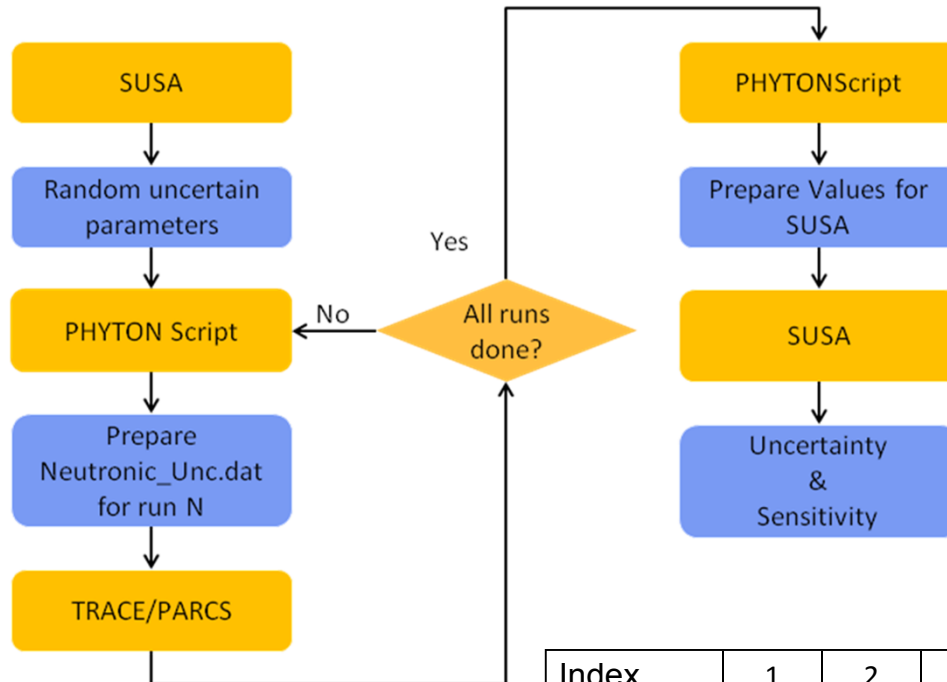 SUSA
Random uncertain
parameters
PHYTON Script
Prepare
Neutronic_Unc.dat
for run N
TRACE/PARCS
No
Yes
All runs
done?
PHYTONScript
Prepare Values for
SUSA
SUSA
Uncertainty
&
Sensitivity
Index 1 2